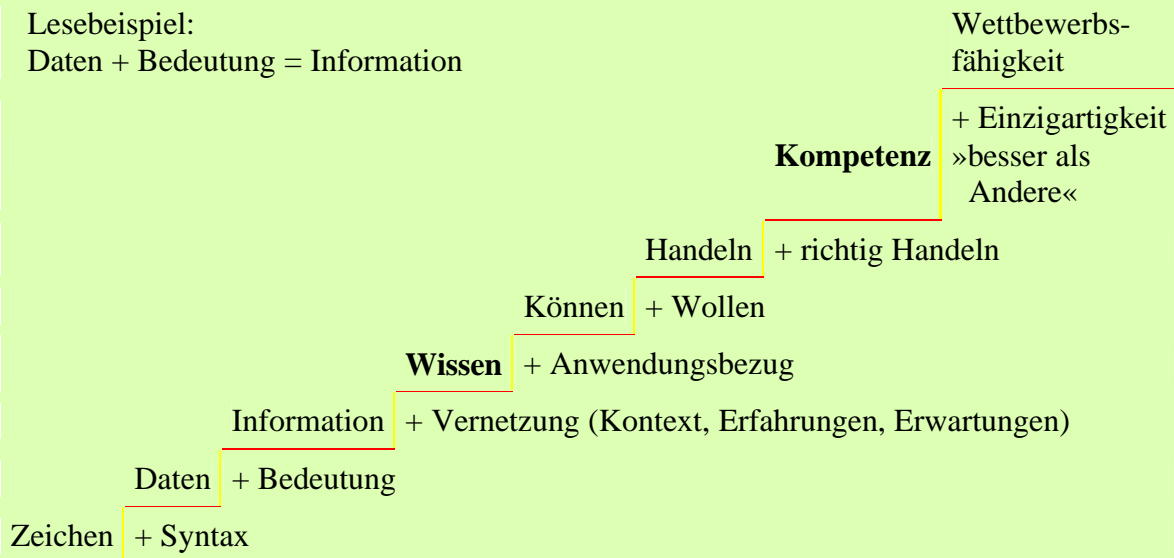 Lesebeispiel:
Daten + Bedeutung = Information
Wettbewerbs-
fähigkeit
+ Einzigartigkeit
Kompetenz »besser als
Andere«
Handeln + richtig Handeln
Können + Wollen
Wissen + Anwendungsbezug
Information + Vernetzung (Kontext, Erfahrungen, Erwartungen)
Daten + Bedeutung
Zeichen + Syntax